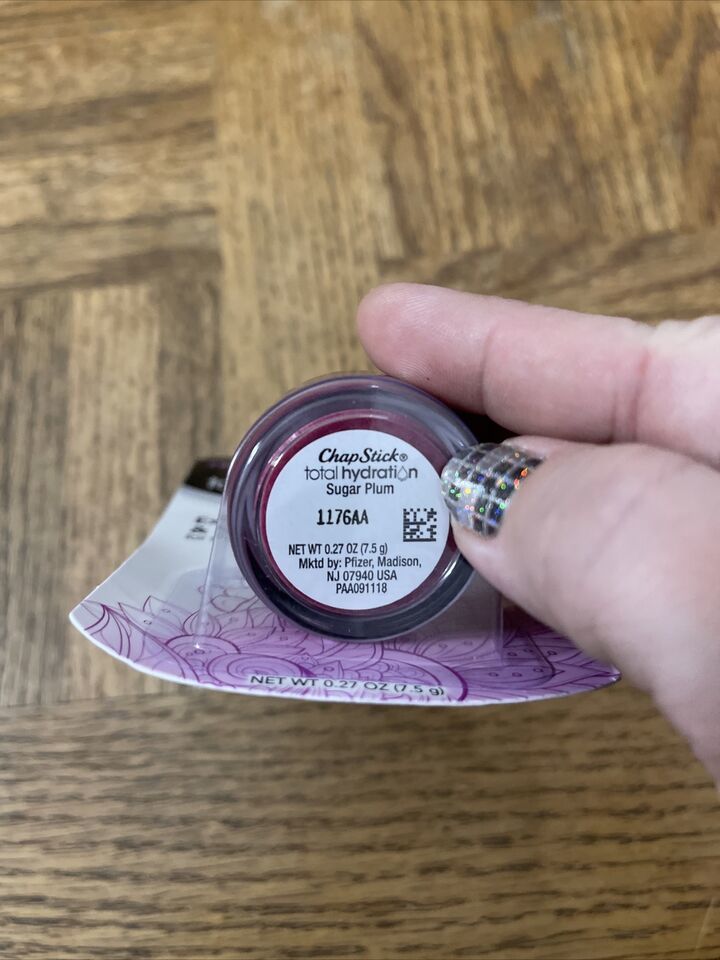 ChapStick®
total hydration
Sugar Plum
1176AA
NET WT 0.27 OZ (7.5 g)
Mktd by: Pfizer, Madison,
NJ 07940 USA
PAA091118
NET WT 0.27 OZ (7.5 g)